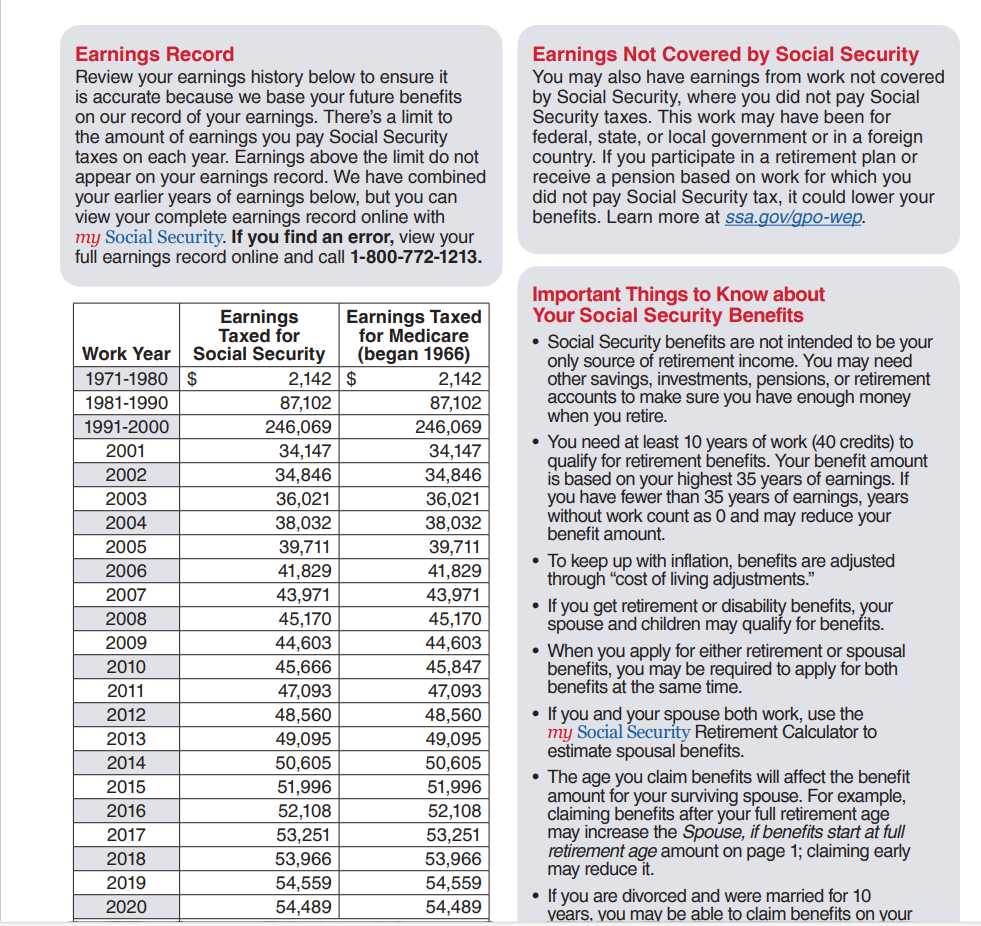 Earnings Record
Review your earnings history below to ensure it
is accurate because we base your future benefits
on our record of your earnings. There's a limit to
the amount of earnings you pay Social Security
taxes on each year. Earnings above the limit do not
appear on your earnings record. We have combined
your earlier years of earnings below, but you can
view your complete earnings record online with
my Social Security. If you find an error, view your
full earnings record online and call 1-800-772-1213.
Work Year Earnings Taxed for Social Security Earnings Taxed for Medicare (began 1966)
1971-1980 $ 2,142 $ 2,142
1981-1990 87,102 87,102
1991-2000 246,069 246,069
2001 34,147 34,147
2002 34,846 34,846
2003 36,021 36,021
2004 38,032 38,032
2005 39,711 39,711
2006 41,829 41,829
2007 43,971 43,971
2008 45,170 45,170
2009 44,603 44,603
2010 45,666 45,847
2011 47,093 47,093
2012 48,560 48,560
2013 49,095 49,095
2014 50,605 50,605
2015 51,996 51,996
2016 52,108 52,108
2017 53,251 53,251
2018 53,966 53,966
2019 54,559 54,559
2020 54,489 54,489
Earnings Not Covered by Social Security
You may also have earnings from work not covered
by Social Security, where you did not pay Social
Security taxes. This work may have been for
federal, state, or local government or in a foreign
country. If you participate in a retirement plan or
receive a pension based on work for which you
did not pay Social Security tax, it could lower your
benefits. Learn more at ssa.gov/gpo-wep.
Important Things to Know about
Your Social Security Benefits
• Social Security benefits are not intended to be your
only source of retirement income. You may need
other savings, investments, pensions, or retirement
accounts to make sure you have enough money
when you retire.
• You need at least 10 years of work (40 credits) to
qualify for retirement benefits. Your benefit amount
is based on your highest 35 years of earnings. If
you have fewer than 35 years of earnings, years
without work count as 0 and may reduce your
benefit amount.
• To keep up with inflation, benefits are adjusted
through “cost of living adjustments.”
• If you get retirement or disability benefits, your
spouse and children may qualify for benefits.
• When you apply for either retirement or spousal
benefits, you may be required to apply for both
benefits at the same time.
• If you and your spouse both work, use the
my Social Security Retirement Calculator to
estimate spousal benefits.
• The age you claim benefits will affect the benefit
amount for your surviving spouse. For example,
claiming benefits after your full retirement age
may increase the Spouse, if benefits start at full
retirement age amount on page 1; claiming early
may reduce it.
• If you are divorced and were married for 10
years, you may be able to claim benefits on your